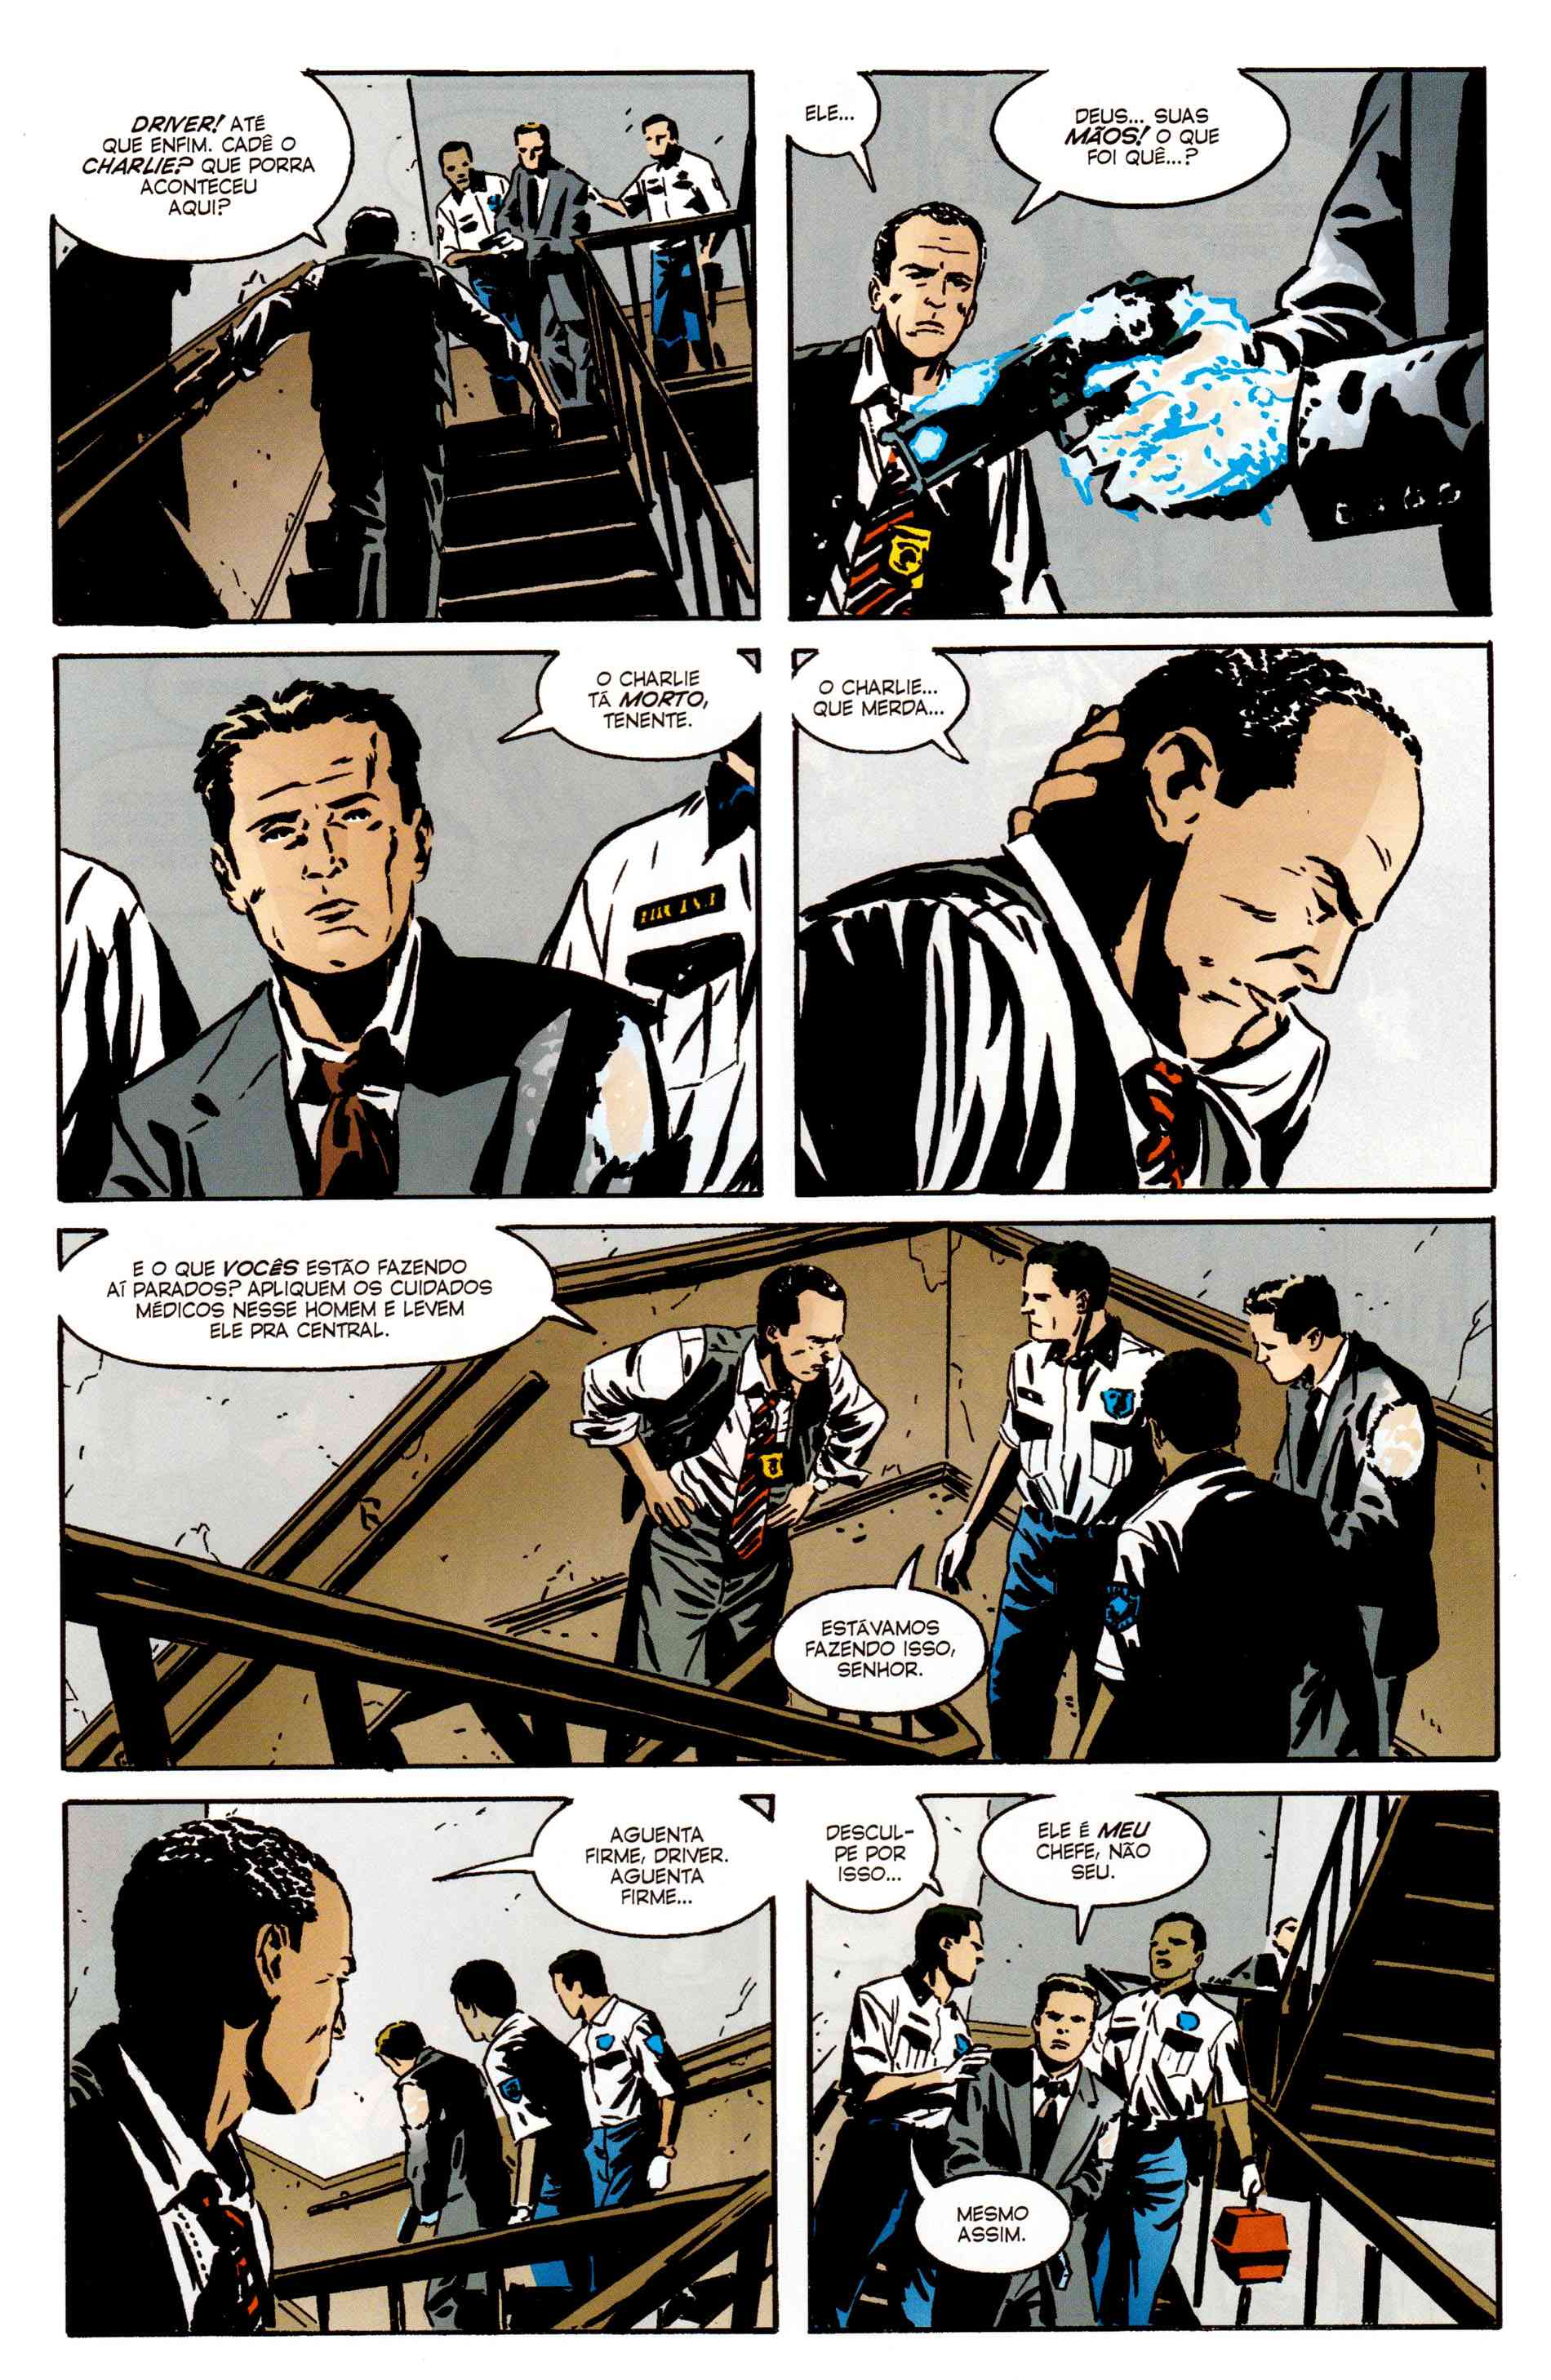 DRIVER! ATÉ
QUE ENFIM. CADÊ O
CHARLIE? QUE PORRA
ACONTECEU
AQUI?
ELE...
DEUS... SUAS
MÃOS! O QUE
FOI QUÊ...?
O CHARLIE
TÁ MORTO,
TENENTE.
O CHARLIE...
QUE MERDA...
E O QUE VOCÊS ESTÃO FAZENDO
AÍ PARADOS? APLIQUEM OS CUIDADOS
MÉDICOS NESSE HOMEM E LEVEM
ELE PRA CENTRAL.
ESTÁVAMOS
FAZENDO ISSO,
SENHOR.
AGUENTA
FIRME, DRIVER.
AGUENTA
FIRME...
DESCUL-
PE POR
ISSO...
ELE É MEU
CHEFE, NÃO
SEU.
MESMO
ASSIM.